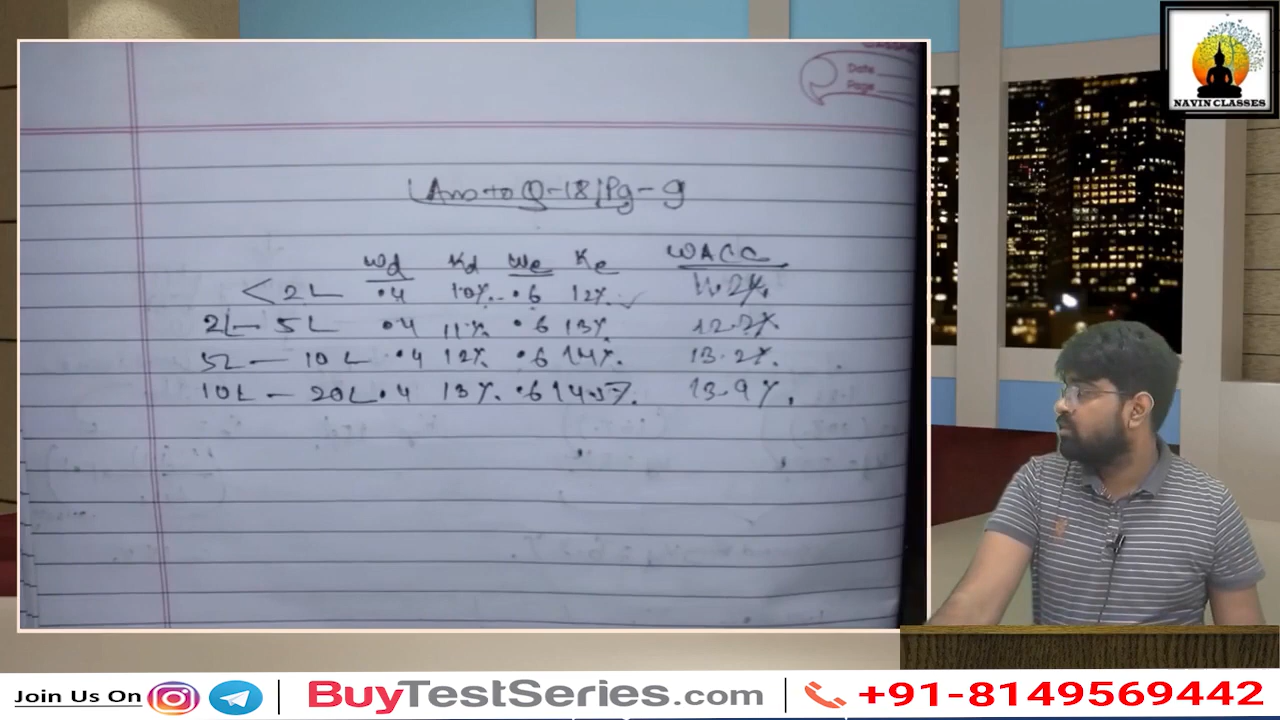 NAVIN CLASSES
Date
Page
Ans to Q-18/Pg-9
Wd Kd We Ke WACC
<2L .4 10%. .6 12% 11.2%.
2L - 5L .4 11%. .6 13%. 12.2%
5L - 10L .4 12%. .6 14%. 13.2%.
10L - 20L .4 13%. .6 14.5%. 13.9%.
Join Us On BuyTestSeries.com +91-8149569442